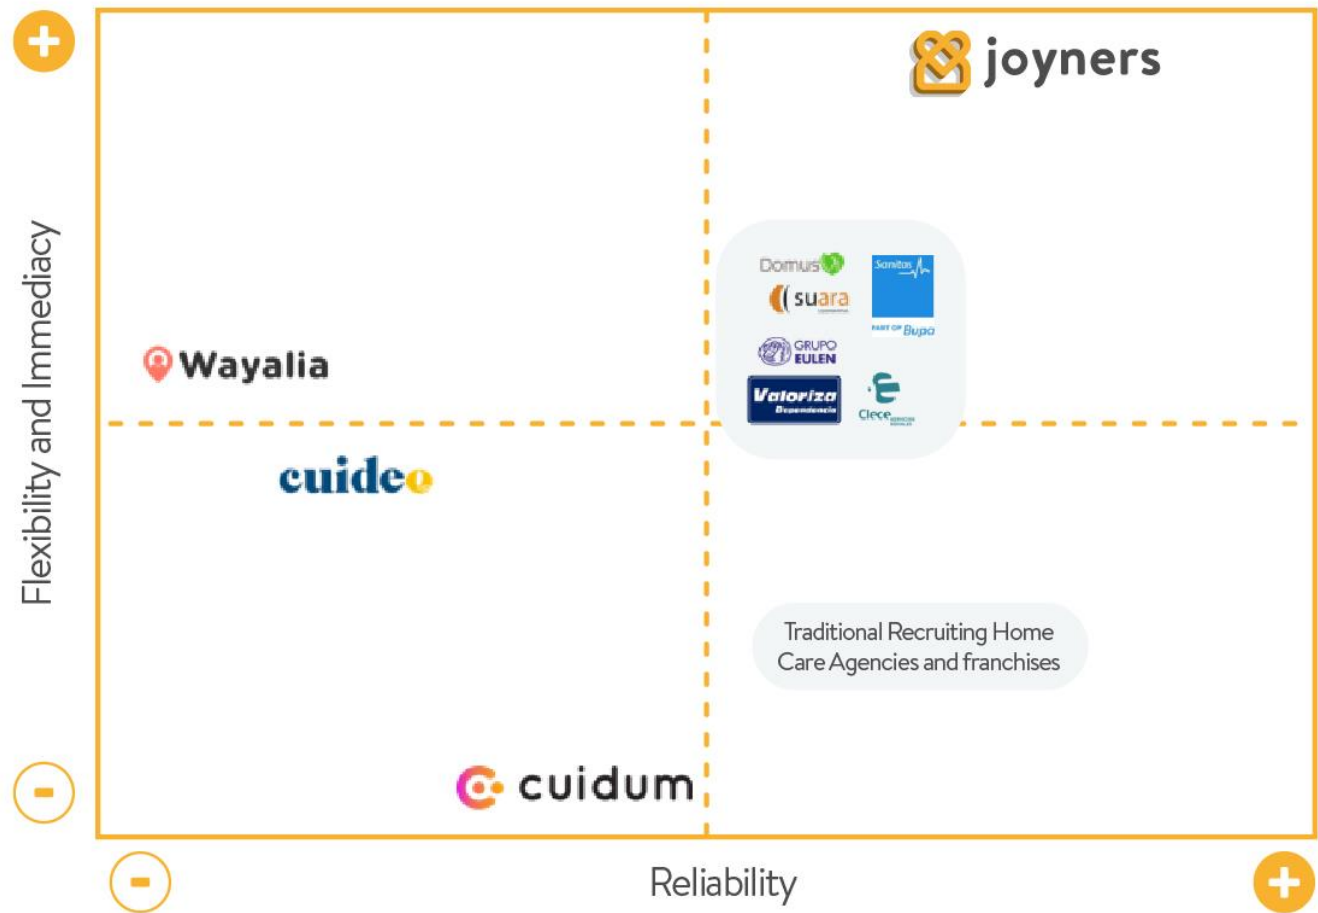 +
joyners
Flexibility and Immediacy
Domus
Sanitas
suara
PART OF Bupa
GRUPO
EULEN
Wayalia
Valoriza
Dependencia
Clece
cuideo
Traditional Recruiting Home
Care Agencies and franchises
-
cuidum
-
Reliability
+